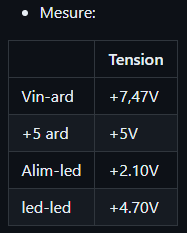 Mesure:
Tension
Vin-ard +7,47V
+5 ard +5V
Alim-led +2.10V
led-led +4.70V